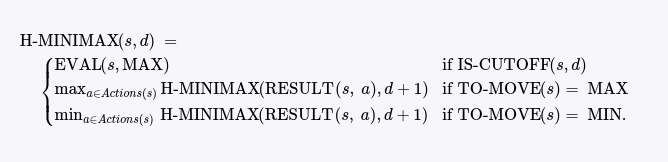 H-MINIMAX(s, d) =
EVAL(s, MAX) if IS-CUTOFF(s, d)
max_{a∈Actions(s)} H-MINIMAX(RESULT(s, a), d + 1) if TO-MOVE(s) = MAX
min_{a∈Actions(s)} H-MINIMAX(RESULT(s, a), d + 1) if TO-MOVE(s) = MIN.